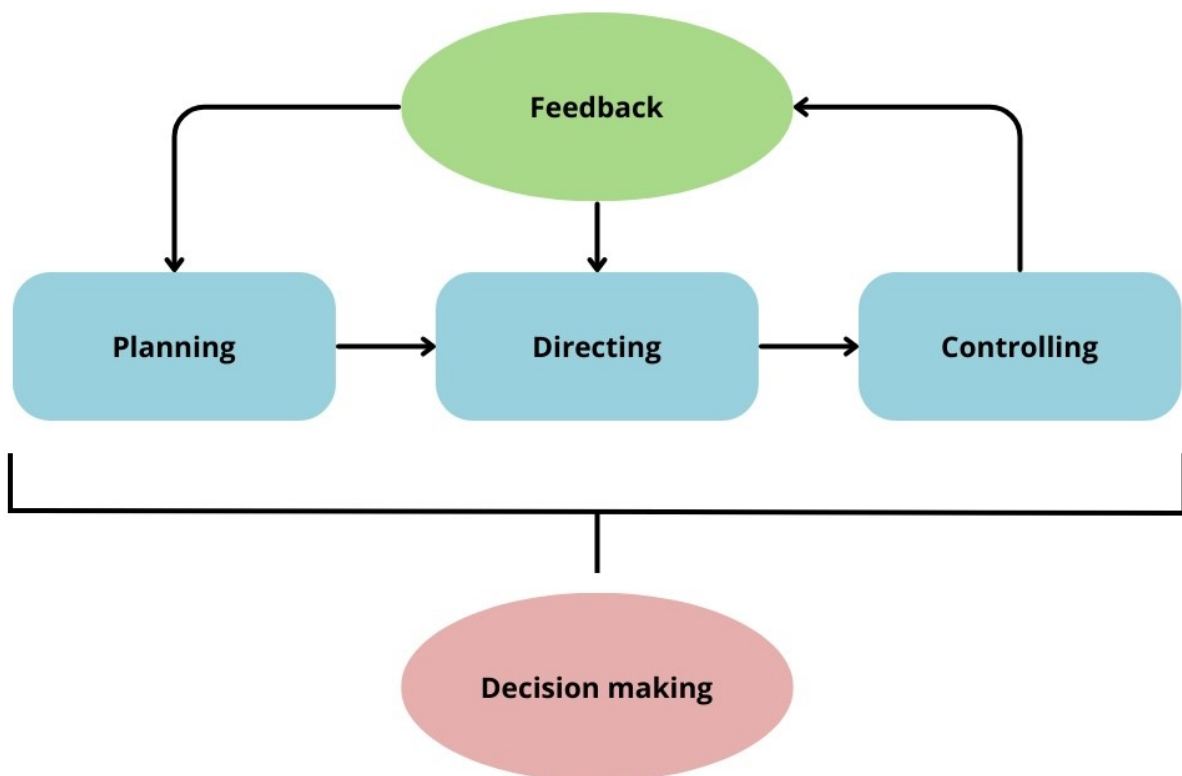 Feedback
Planning
Directing
Controlling
Decision making